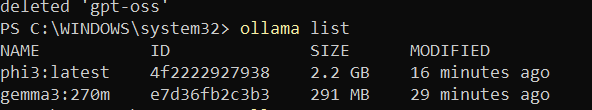 deleted 'gpt-oss'
PS C:\WINDOWS\system32> ollama list
NAME ID SIZE MODIFIED
phi3:latest 4f2222927938 2.2 GB 16 minutes ago
gemma3:270m e7d36fb2c3b3 291 MB 29 minutes ago